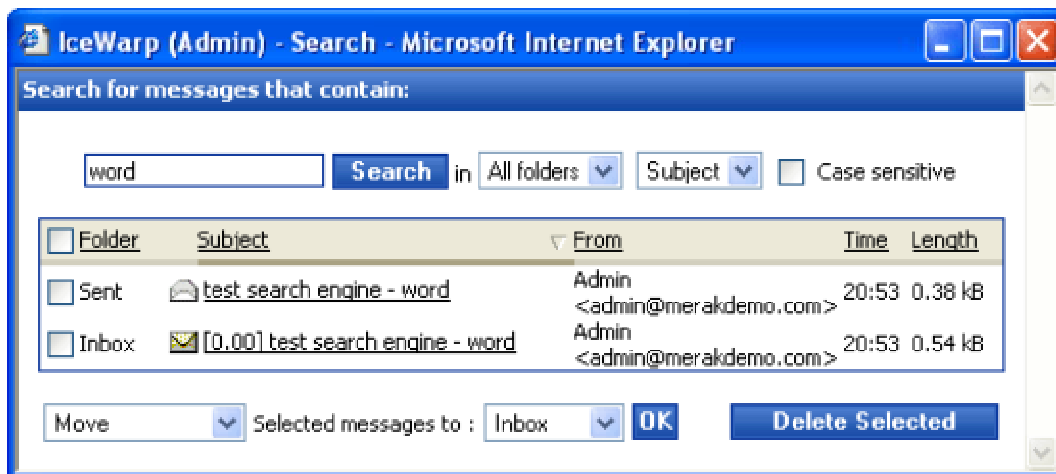 IceWarp (Admin) - Search - Microsoft Internet Explorer
Search for messages that contain:
word Search in All folders Subject Case sensitive
Folder Subject From Time Length
Sent test search engine - word Admin <admin@merakdemo.com> 20:53 0.38 kB
Inbox [0.00] test search engine - word Admin <admin@merakdemo.com> 20:53 0.54 kB
Move Selected messages to : Inbox OK Delete Selected